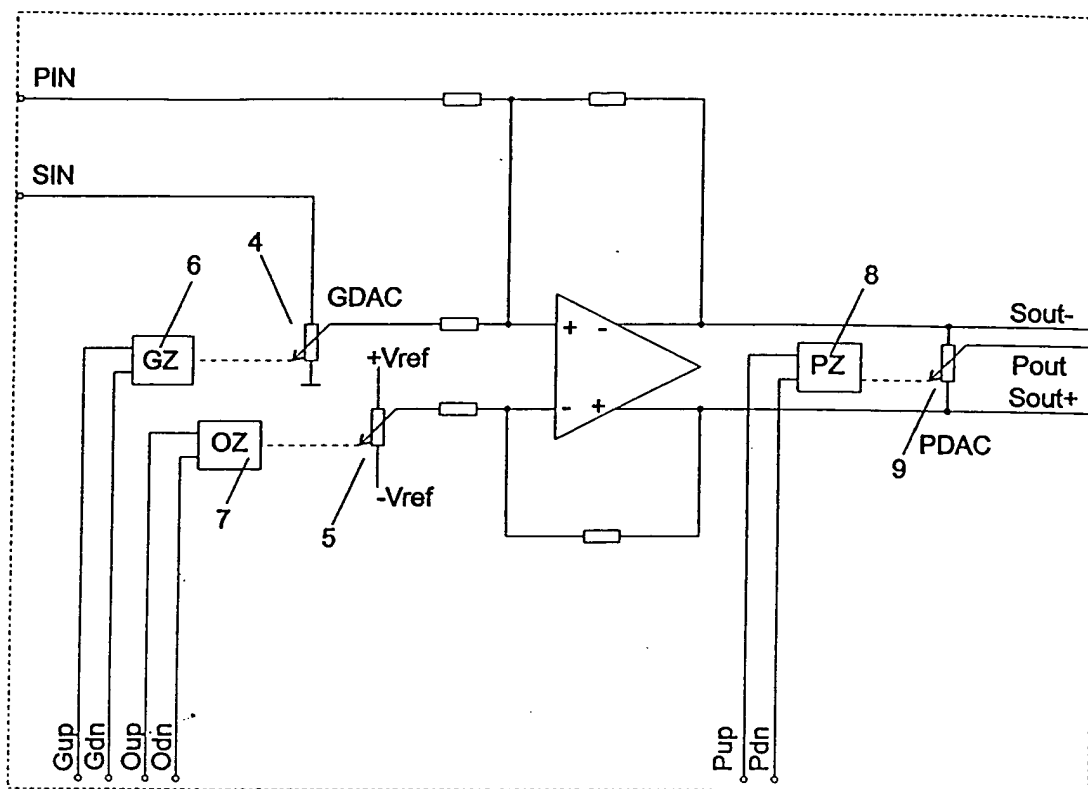 PIN
SIN
4
6
GDAC
8
Sout-
GZ
+Vref
+ -
PZ
Pout
Sout+
- +
OZ
PDAC
9
-Vref
7
5
Gup
Gdn
Oup
Odn
Pup
Pdn